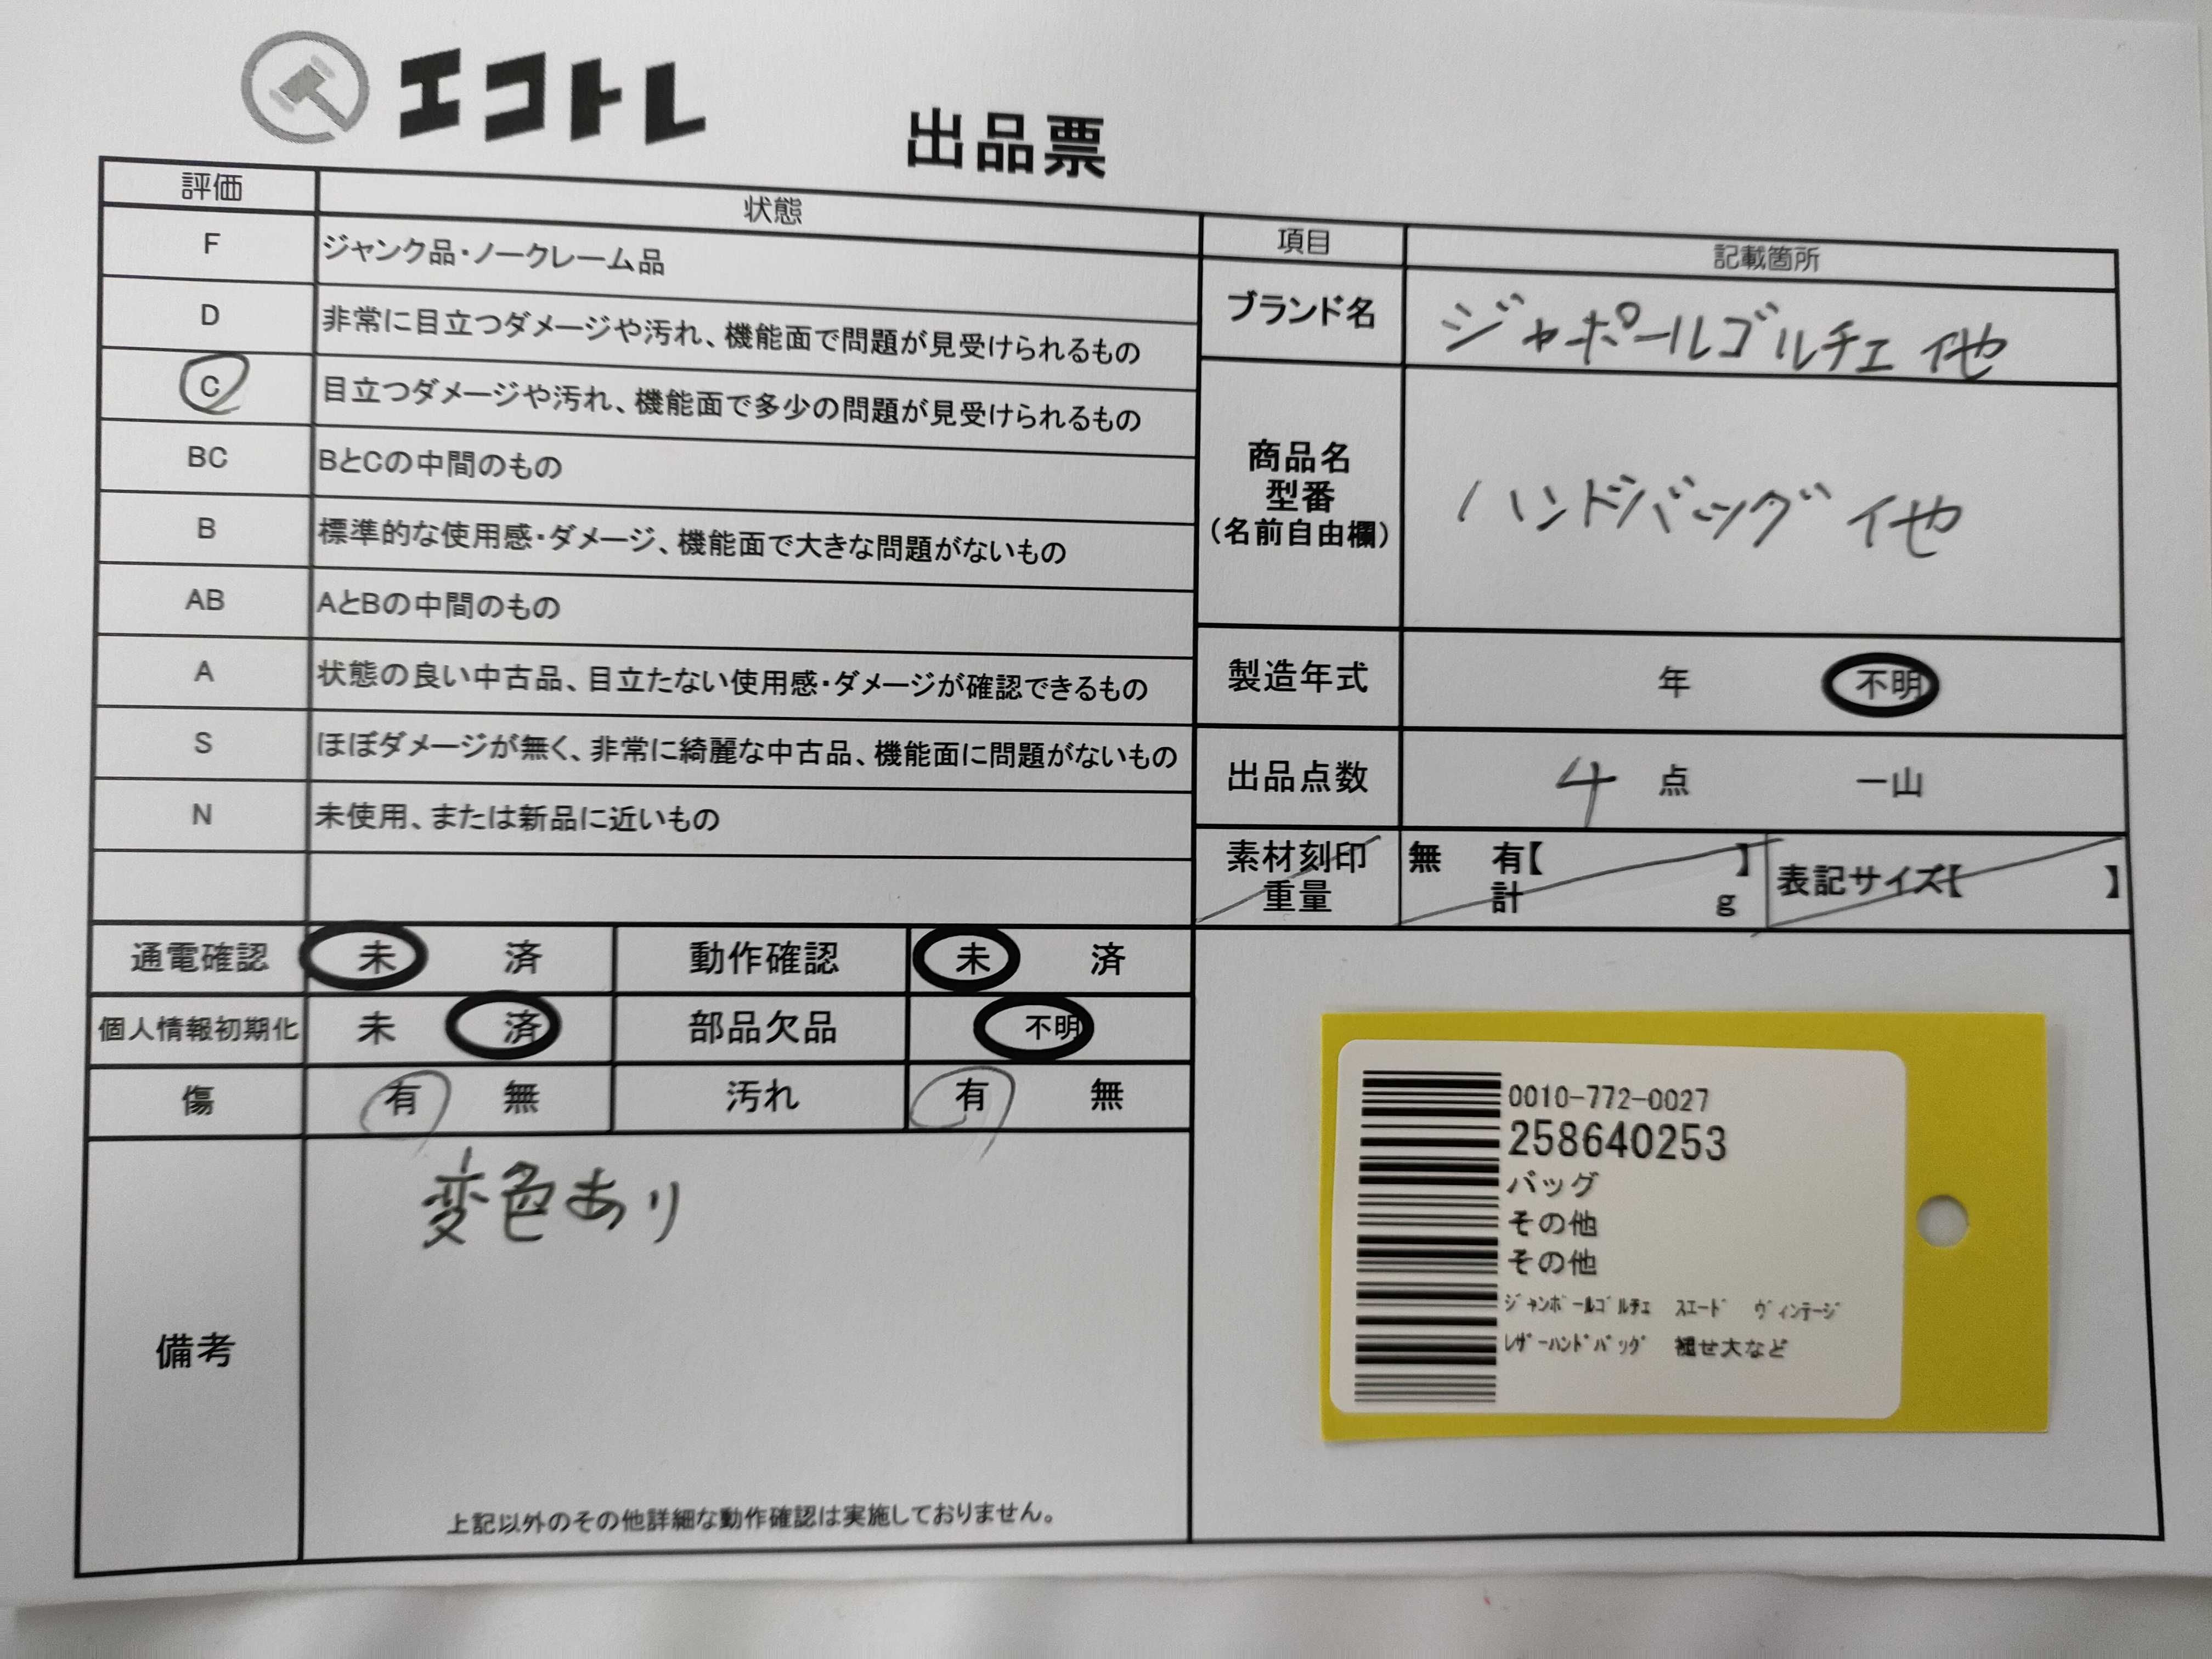 エコトレ
出品票
評価 状態
F ジャンク品・ノークレーム品
D 非常に目立つダメージや汚れ、機能面で問題が見受けられるもの
C 目立つダメージや汚れ、機能面で多少の問題が見受けられるもの
BC BとCの中間のもの
B 標準的な使用感・ダメージ、機能面で大きな問題がないもの
AB AとBの中間のもの
A 状態の良い中古品、目立たない使用感・ダメージが確認できるもの
S ほぼダメージが無く、非常に綺麗な中古品、機能面に問題がないもの
N 未使用、または新品に近いもの
項目 記載箇所
ブランド名 ジャポールゴルチェ 他
商品名
型番
(名前自由欄)
ハンドバッグ 他
製造年式 年 不明
出品点数 4 点 一山
素材刻印 無 有【 】
重量 計 g
表記サイズ【 】
通電確認 未 済 動作確認 未 済
個人情報初期化 未 済 部品欠品 不明
傷 有 無 汚れ 有 無
備考
変色あり
上記以外のその他詳細な動作確認は実施しておりません。
0010-772-0027
258640253
バッグ
その他
その他
ジャンポールゴルチェ スエード ヴィンテージ
レザーハンドバッグ 褪せ大など